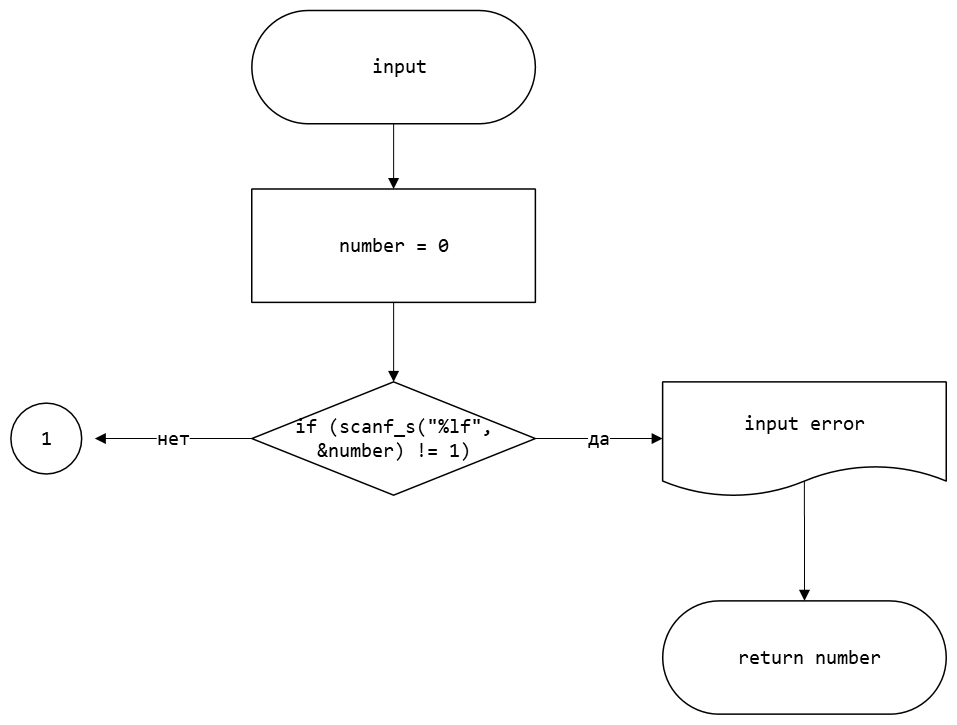 input
number = 0
if (scanf_s("%lf",
&number) != 1)
1
нет
да
input error
return number